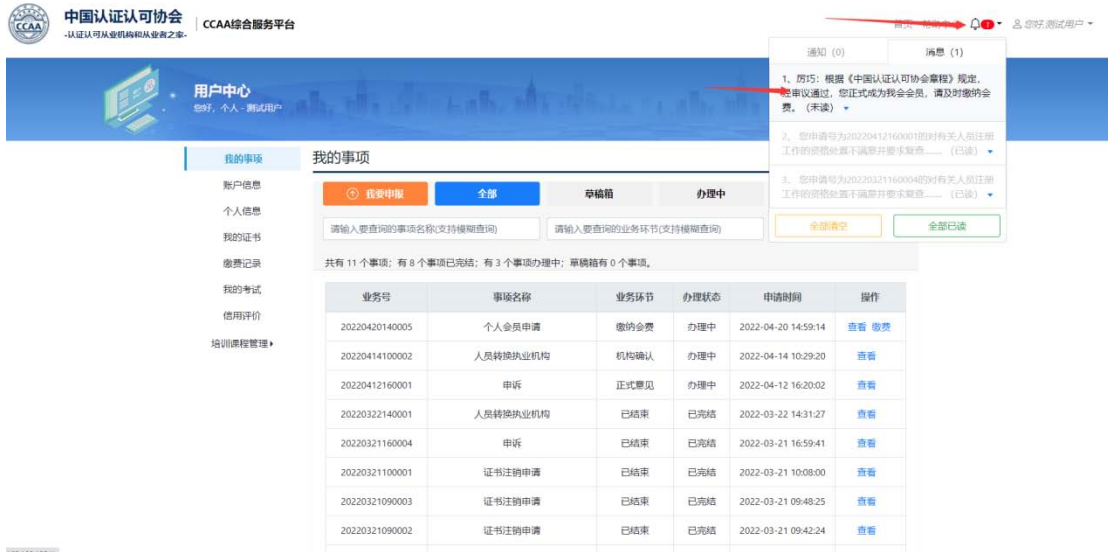 中国认证认可协会
-认证认可从业机构和从业者之家-
CCAA综合服务平台
CCAA
首页
1
您好,测试用户
通知 (0)
消息 (1)
1、厉巧：根据《中国认证认可协会章程》规定，
经审议通过，您正式成为我会会员，请及时缴纳会
费。（未读）
2、 您申请号为20220412160001的对有关人员注册
工作的资格处置不满意并要求复查...... （已读）
3、 您申请号为20220321160004的对有关人员注册
工作的资格处置不满意并要求复查...... （已读）
全部清空
全部已读
用户中心
您好，个人 - 测试用户
我的事项
账户信息
个人信息
我的证书
缴费记录
我的考试
信用评价
培训课程管理
我的事项
我要申报
全部
草稿箱
办理中
请输入要查询的事项名称(支持模糊查询)
请输入要查询的业务环节(支持模糊查询)
共有 11 个事项；有 8 个事项已完结；有 3 个事项办理中；草稿箱有 0 个事项。
业务号 事项名称 业务环节 办理状态 申请时间 操作
20220420140005 个人会员申请 缴纳会费 办理中 2022-04-20 14:59:14 查看 缴费
20220414100002 人员转换执业机构 机构确认 办理中 2022-04-14 10:29:20 查看
20220412160001 申诉 正式意见 办理中 2022-04-12 16:20:02 查看
20220322140001 人员转换执业机构 已结束 已完结 2022-03-22 14:31:27 查看
20220321160004 申诉 已结束 已完结 2022-03-21 16:59:41 查看
20220321100001 证书注销申请 已结束 已完结 2022-03-21 10:08:00 查看
20220321090003 证书注销申请 已结束 已完结 2022-03-21 09:48:25 查看
20220321090002 证书注销申请 已结束 已完结 2022-03-21 09:42:24 查看